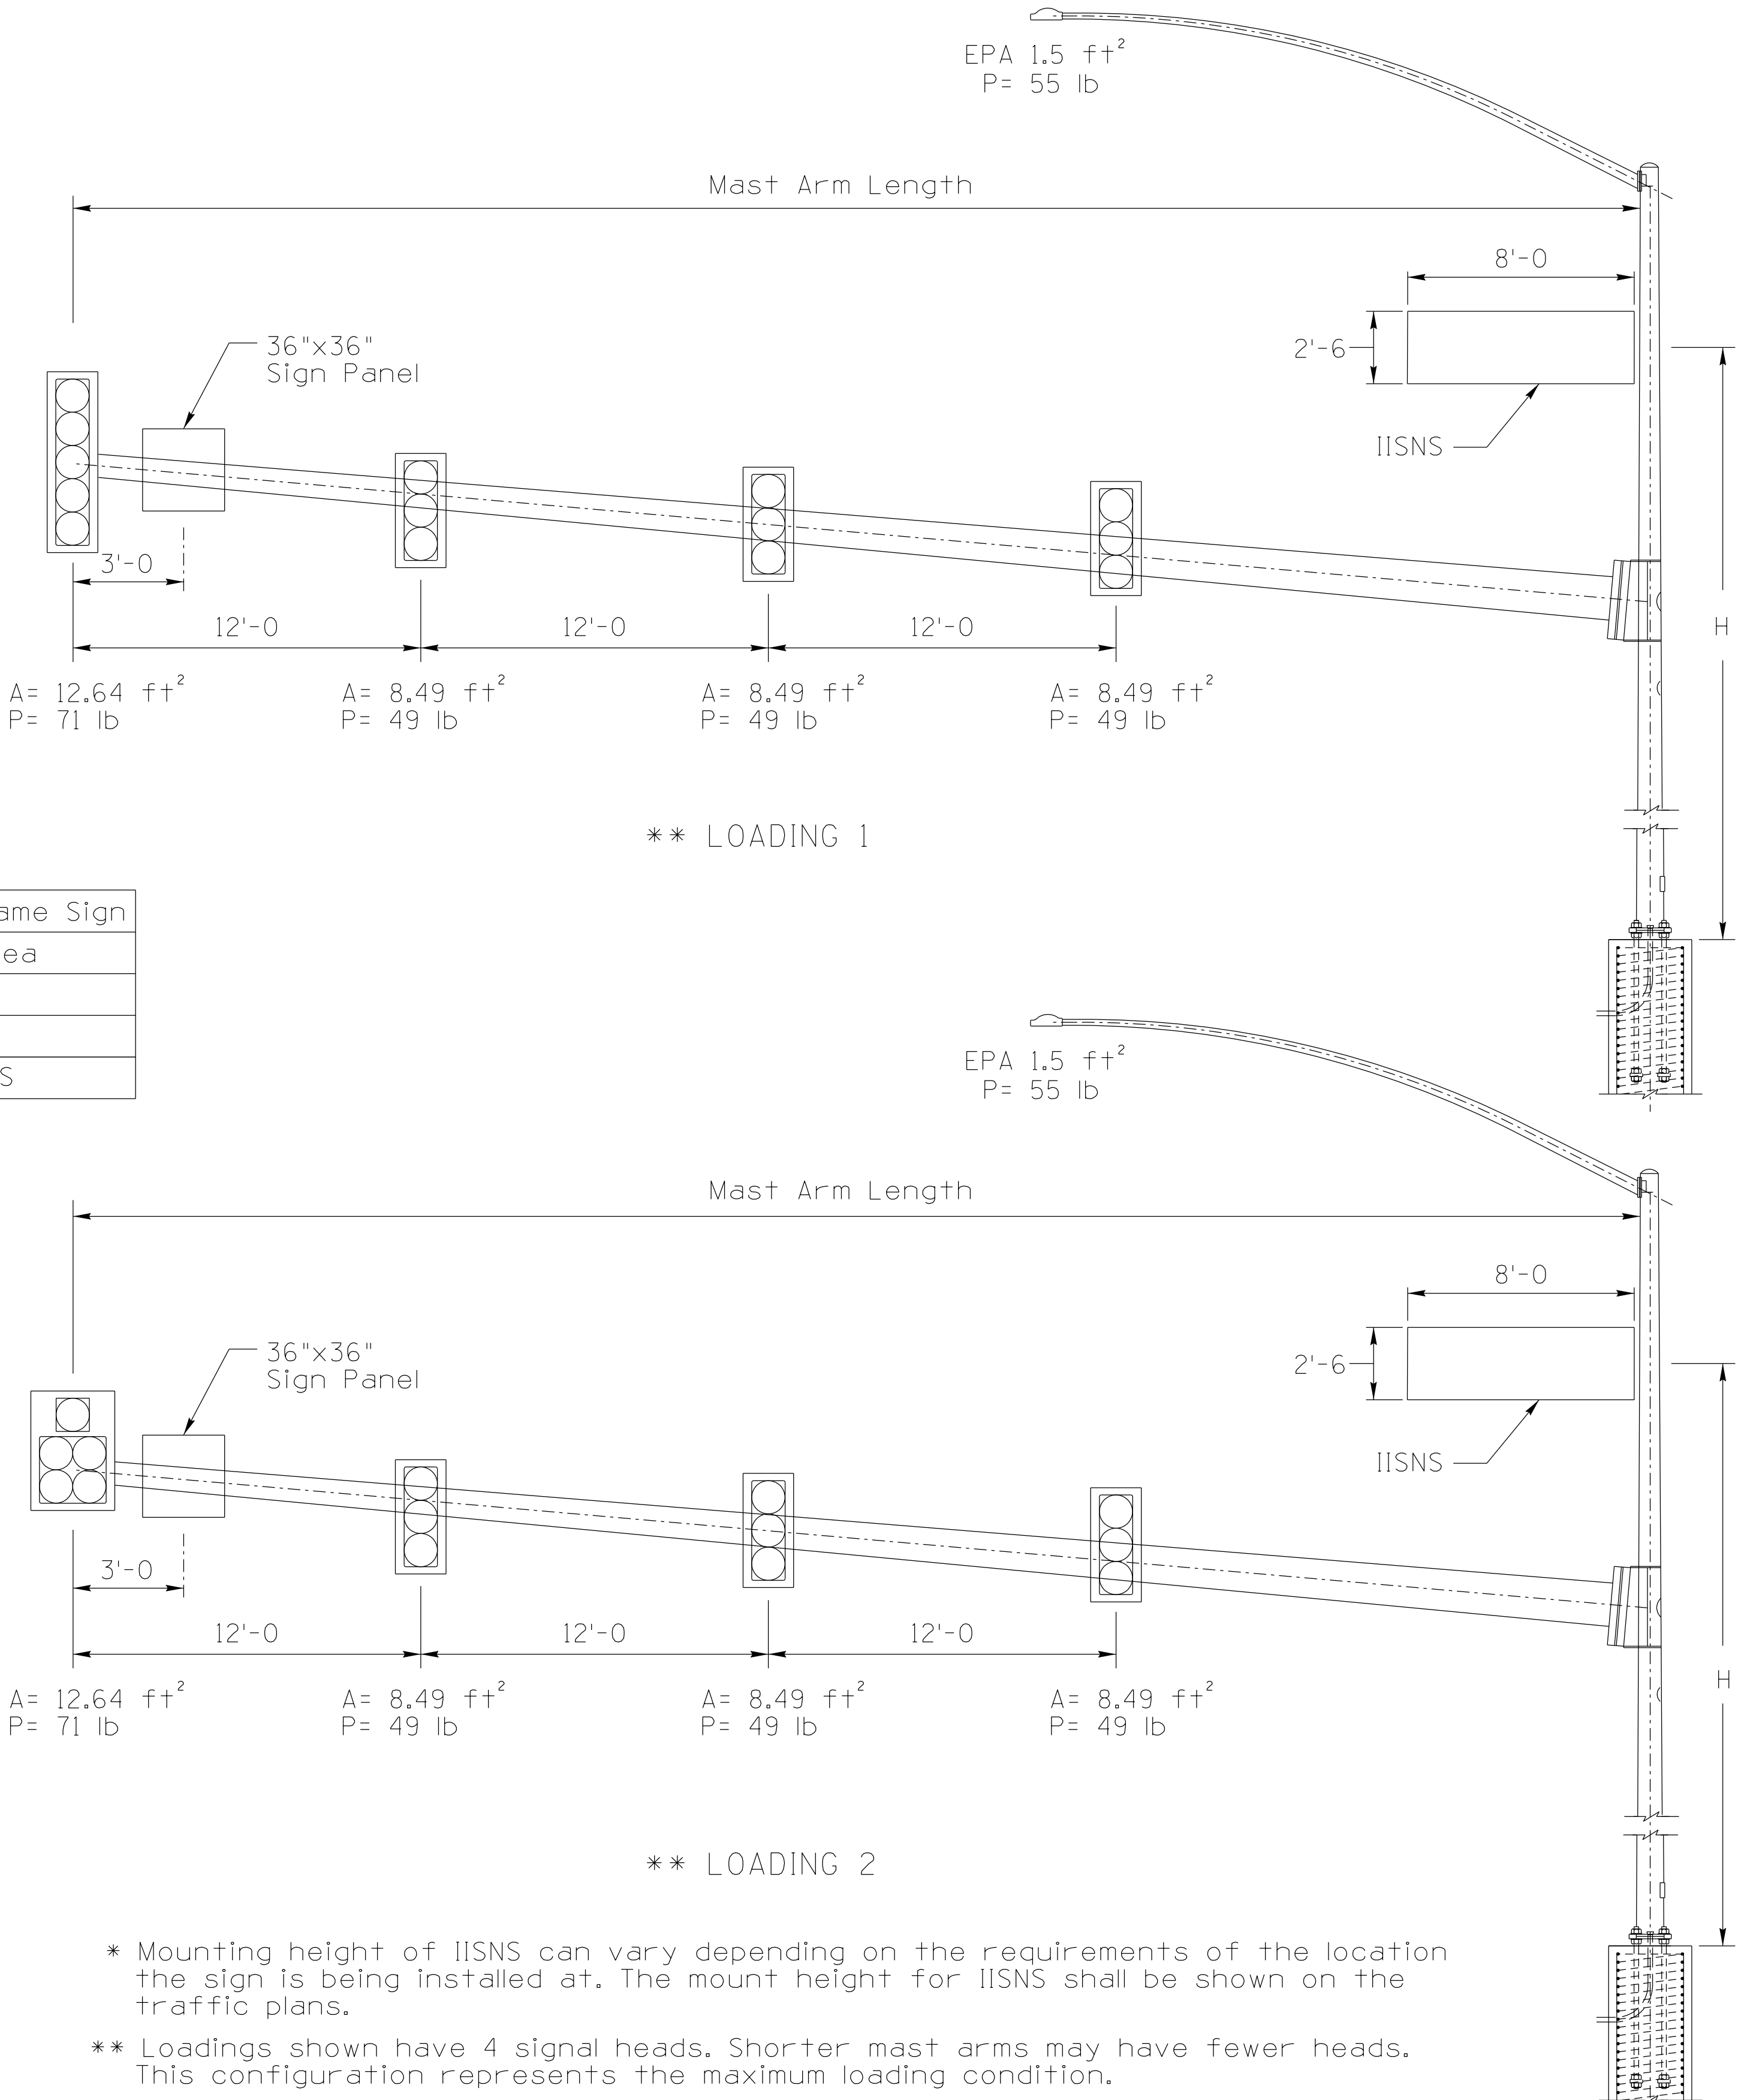 EPA 1.5 ft²
P= 55 lb
Mast Arm Length
8'-0
2'-6
36"x36"
Sign Panel
IISNS
3'-0
12'-0 12'-0 12'-0
H
A= 12.64 ft² A= 8.49 ft² A= 8.49 ft² A= 8.49 ft²
P= 71 lb P= 49 lb P= 49 lb P= 49 lb
** LOADING 1
Sign
EPA 1.5 ft²
P= 55 lb
Mast Arm Length
8'-0
2'-6
36"x36"
Sign Panel
IISNS
3'-0
12'-0 12'-0 12'-0
H
A= 12.64 ft² A= 8.49 ft² A= 8.49 ft² A= 8.49 ft²
P= 71 lb P= 49 lb P= 49 lb P= 49 lb
** LOADING 2
* Mounting height of IISNS can vary depending on the requirements of the location
the sign is being installed at. The mount height for IISNS shall be shown on the
traffic plans.
** Loadings shown have 4 signal heads. Shorter mast arms may have fewer heads.
This configuration represents the maximum loading condition.